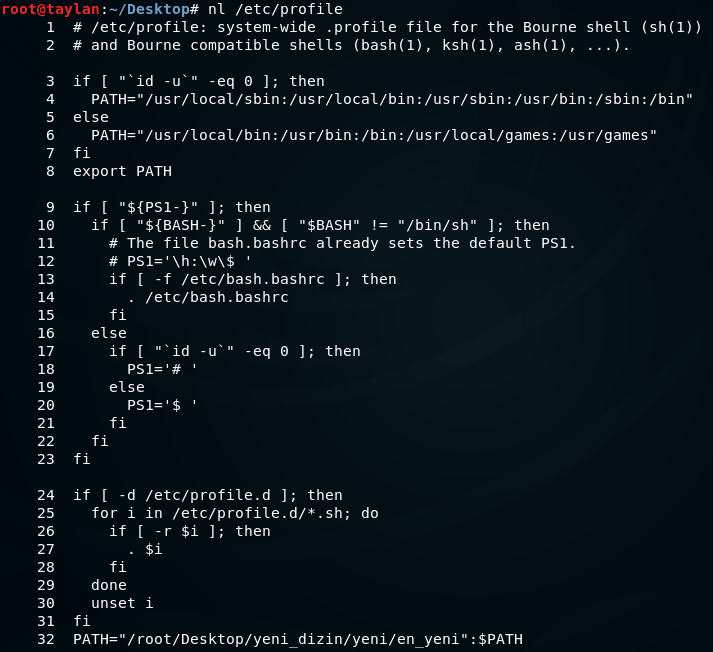 root@taylan:~/Desktop# nl /etc/profile
     1  # /etc/profile: system-wide .profile file for the Bourne shell (sh(1))
     2  # and Bourne compatible shells (bash(1), ksh(1), ash(1), ...).

     3  if [ "`id -u`" -eq 0 ]; then
     4    PATH="/usr/local/sbin:/usr/local/bin:/usr/sbin:/usr/bin:/sbin:/bin"
     5  else
     6    PATH="/usr/local/bin:/usr/bin:/bin:/usr/local/games:/usr/games"
     7  fi
     8  export PATH

     9  if [ "${PS1-}" ]; then
    10    if [ "${BASH-}" ] && [ "$BASH" != "/bin/sh" ]; then
    11      # The file bash.bashrc already sets the default PS1.
    12      # PS1='\h:\w\$ '
    13      if [ -f /etc/bash.bashrc ]; then
    14        . /etc/bash.bashrc
    15      fi
    16    else
    17      if [ "`id -u`" -eq 0 ]; then
    18        PS1='# '
    19      else
    20        PS1='$ '
    21      fi
    22    fi
    23  fi

    24  if [ -d /etc/profile.d ]; then
    25    for i in /etc/profile.d/*.sh; do
    26      if [ -r $i ]; then
    27        . $i
    28      fi
    29    done
    30    unset i
    31  fi
    32  PATH="/root/Desktop/yeni_dizin/yeni/en_yeni":$PATH